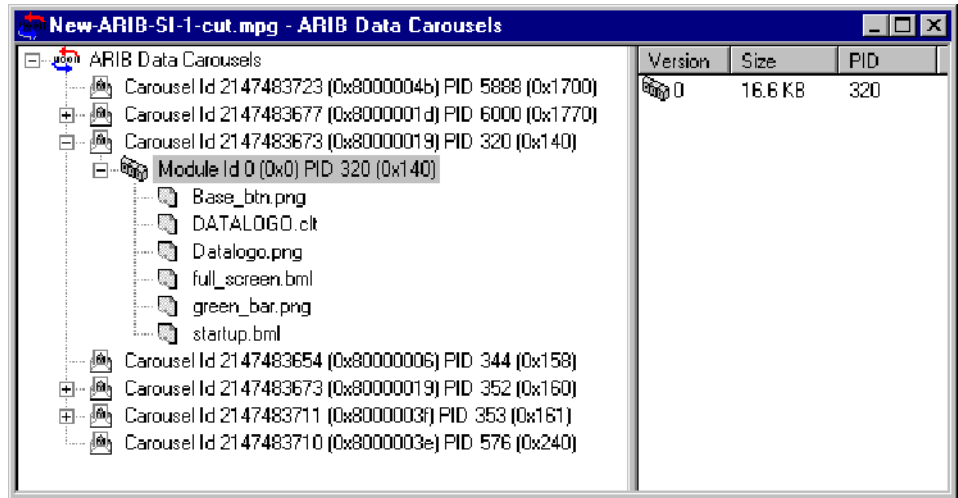 New-ARIB-SI-1-cut.mpg - ARIB Data Carousels
ARIB Data Carousels
Carousel Id 2147483723 (0x8000004b) PID 5888 (0x1700)
Carousel Id 2147483677 (0x8000001d) PID 6000 (0x1770)
Carousel Id 2147483673 (0x80000019) PID 320 (0x140)
Module Id 0 (0x0) PID 320 (0x140)
Base_btn.png
DATALOGO.clt
Datalogo.png
full_screen.bml
green_bar.png
startup.bml
Carousel Id 2147483654 (0x80000006) PID 344 (0x158)
Carousel Id 2147483673 (0x80000019) PID 352 (0x160)
Carousel Id 2147483711 (0x8000003f) PID 353 (0x161)
Carousel Id 2147483710 (0x8000003e) PID 576 (0x240)
Version Size PID
0 16.6 KB 320